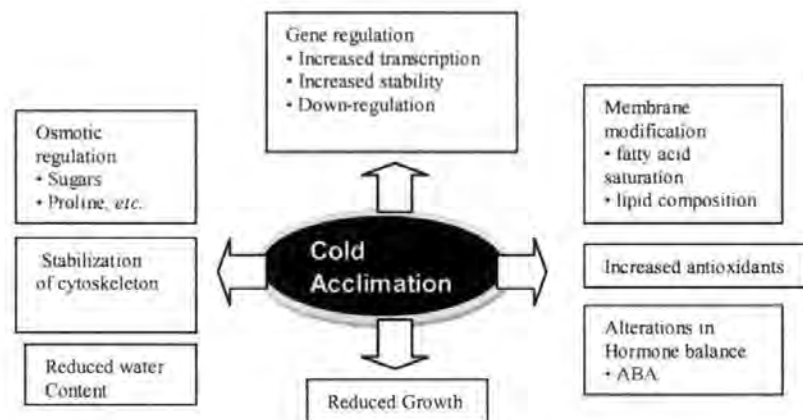 Gene regulation
• Increased transcription
• Increased stability
• Down-regulation
Osmotic
regulation
• Sugars
• Proline, etc.
Membrane
modification
• fatty acid
saturation
• lipid composition
Stabilization
of cytoskeleton
Cold
Acclimation
Increased antioxidants
Reduced water
Content
Alterations in
Hormone balance
• ABA
Reduced Growth